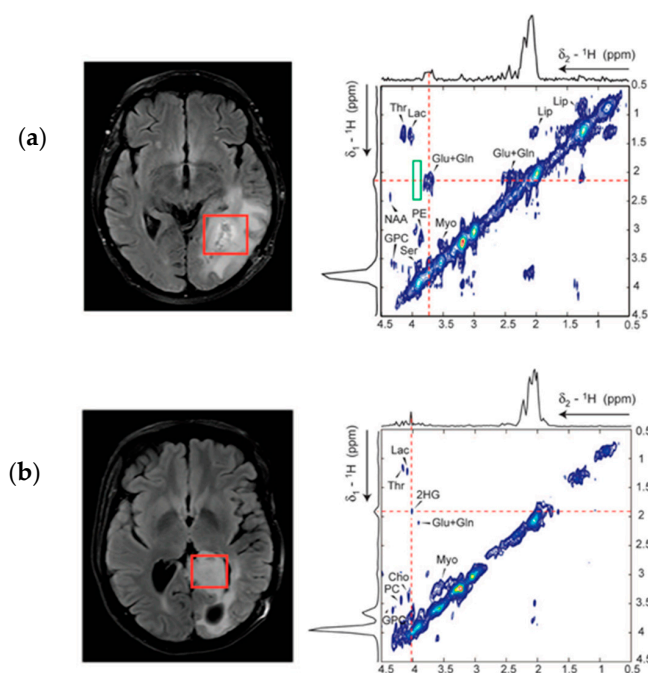 (a)
δ₂ - ¹H (ppm)
δ₁ - ¹H (ppm)
Thr
Lac
Lip
Lip
Glu+Gln
Glu+Gln
NAA
PE
GPC
Myo
Ser
0.5
1
1.5
2
2.5
3
3.5
4
4.5
4.5 4 3.5 3 2.5 2 1.5 1 0.5
(b)
δ₂ - ¹H (ppm)
δ₁ - ¹H (ppm)
Lac
Thr
2HG
Glu+Gln
Myo
Cho
PC
GPC
0.5
1
1.5
2
2.5
3
3.5
4
4.5
4.5 4 3.5 3 2.5 2 1.5 1 0.5